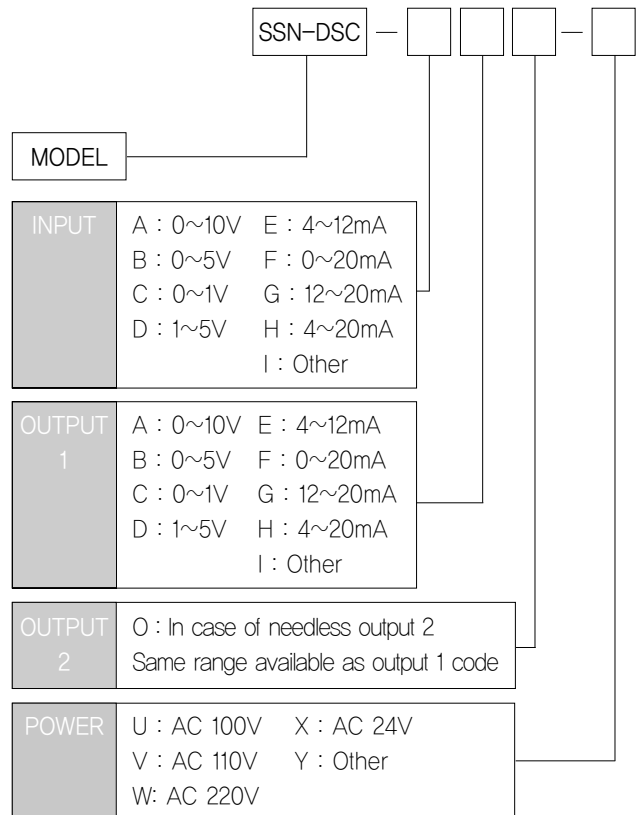 SSN-DSC — —
MODEL
INPUT
A : 0~10V E : 4~12mA
B : 0~5V F : 0~20mA
C : 0~1V G : 12~20mA
D : 1~5V H : 4~20mA
I : Other
OUTPUT
1
A : 0~10V E : 4~12mA
B : 0~5V F : 0~20mA
C : 0~1V G : 12~20mA
D : 1~5V H : 4~20mA
I : Other
OUTPUT
2
O : In case of needless output 2
Same range available as output 1 code
POWER
U : AC 100V X : AC 24V
V : AC 110V Y : Other
W: AC 220V